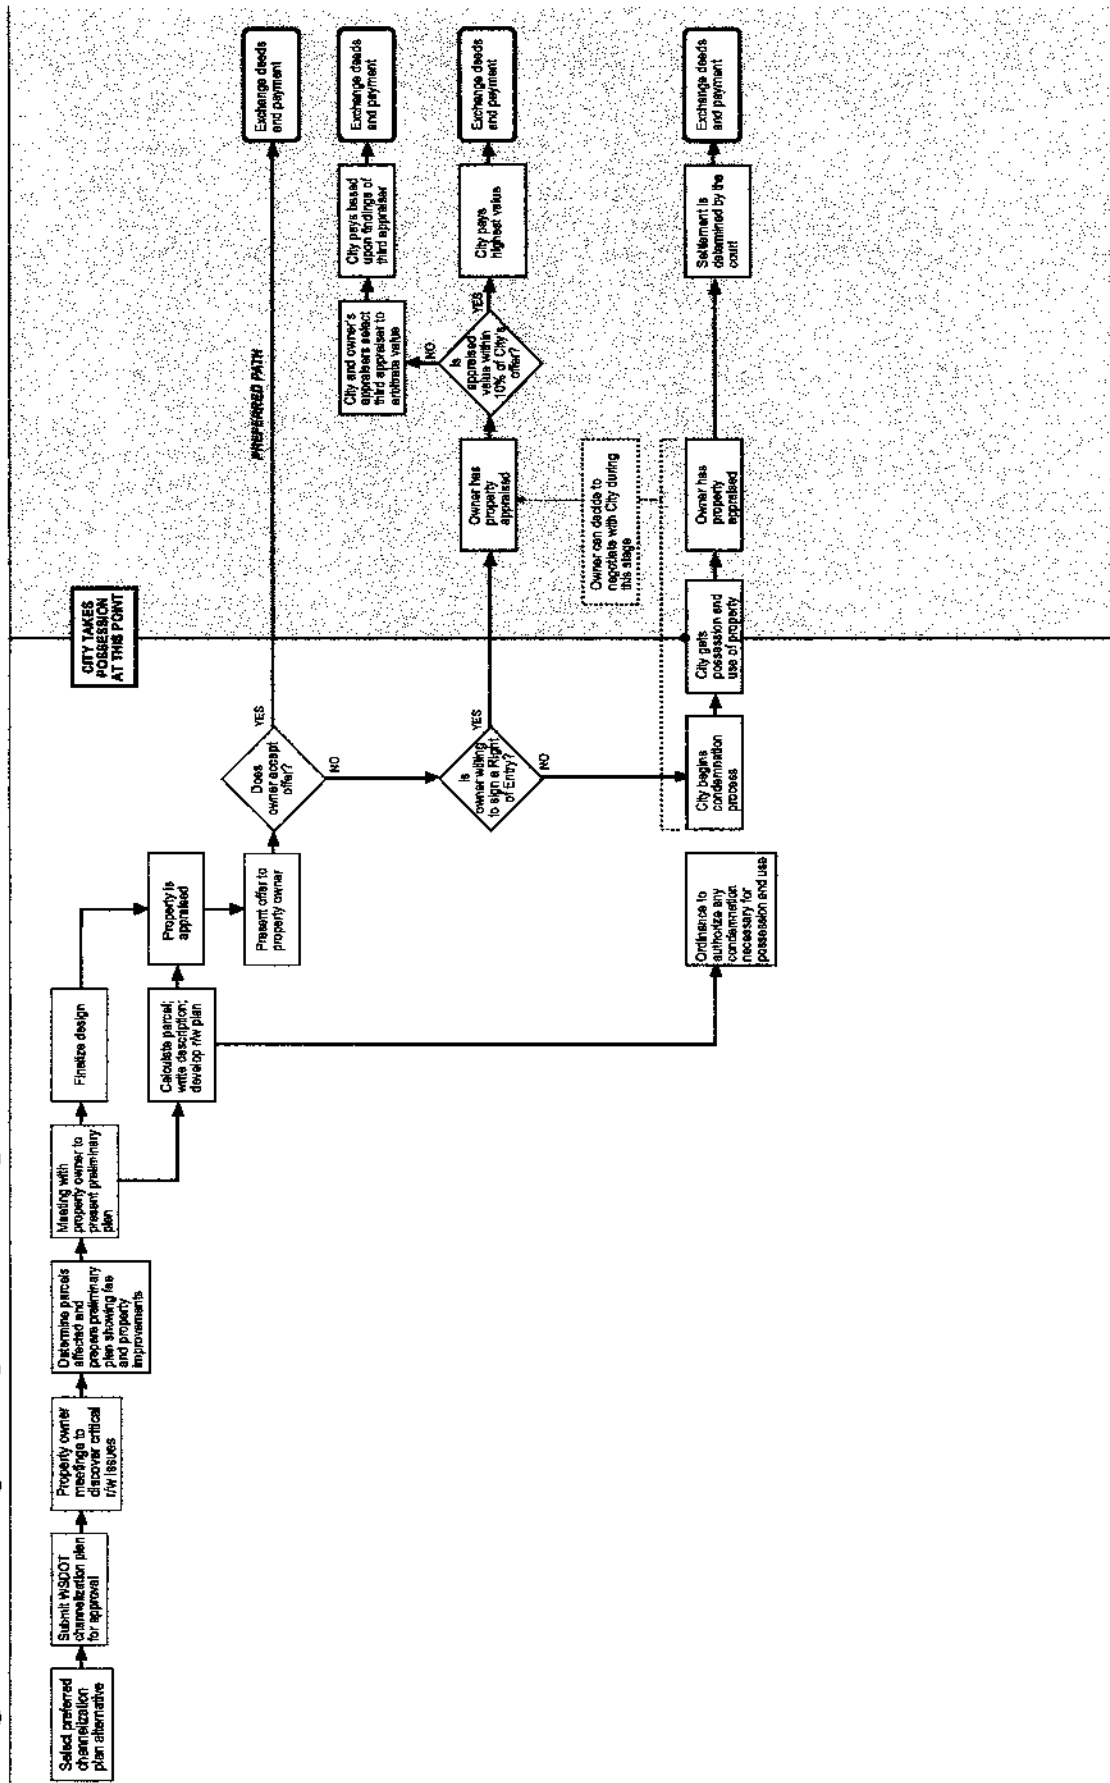 Select preferred
channelization
plan alternative
Submit WSDOT
channelization plan
for approval
Property owner
meetings to
discover critical
r/w issues
Determine parcels
affected and
prepare preliminary
plan showing
and property
improvements
Meeting with
property owner to
present preliminary
plan
Finalize design
Calculate parcel;
write description;
develop r/w plan
Property is
appraised
Present offer to
property owner
Ordinance to
authorize any
condemnation
necessary for
possession and use
Does
owner accept
offer?
YES
NO
CITY TAKES
POSSESSION
AT THIS POINT
PREFERRED PATH
Exchange deeds
and payment
Is
owner willing
to sign a Right
of Entry?
YES
NO
Owner has
property
appraised
Is
appraised
value within
10% of City's
offer?
NO
YES
City and owner's
appraisers select
third appraiser to
arbitrate value
City pays based
upon findings of
third appraiser
Exchange deeds
and payment
City pays
highest value
Exchange deeds
and payment
Owner can decide to
negotiate with City during
this stage
City begins
condemnation
process
City gets
possession and
use of property
Owner has
property
appraised
Settlement is
determined by the
court
Exchange deeds
and payment